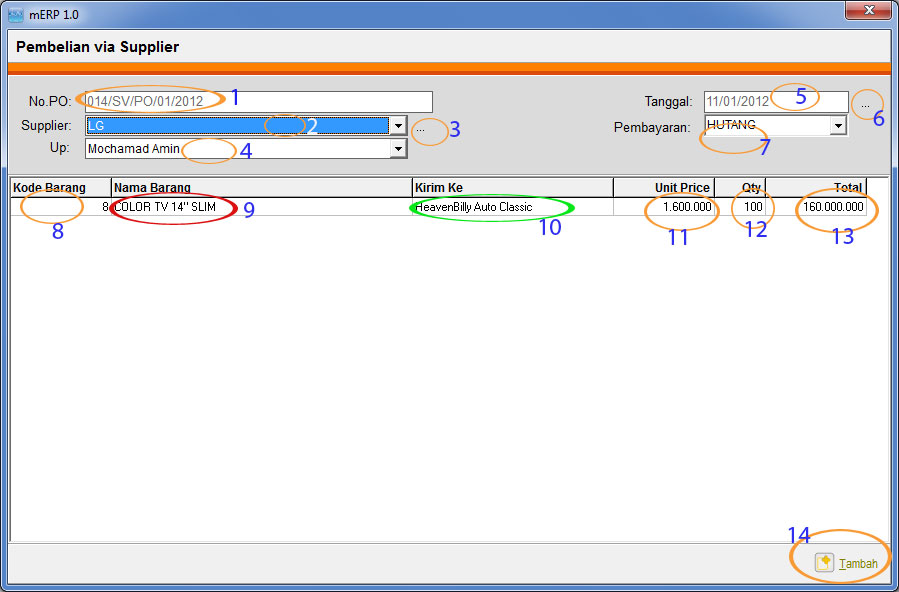 mERP 1.0
Pembelian via Supplier
No.PO: 014/SV/PO/01/2012 1 Tanggal: 11/01/2012 5 ... 6
Supplier: LG 2 ... 3 Pembayaran: HUTANG 7
Up: Mochamad Amin 4
Kode Barang Nama Barang Kirim Ke Unit Price Qty Total
8 COLOR TV 14" SLIM 9 HeavenBilly Auto Classic 1.600.000 100 160.000.000
8 10 11 12 13
14
Tambah